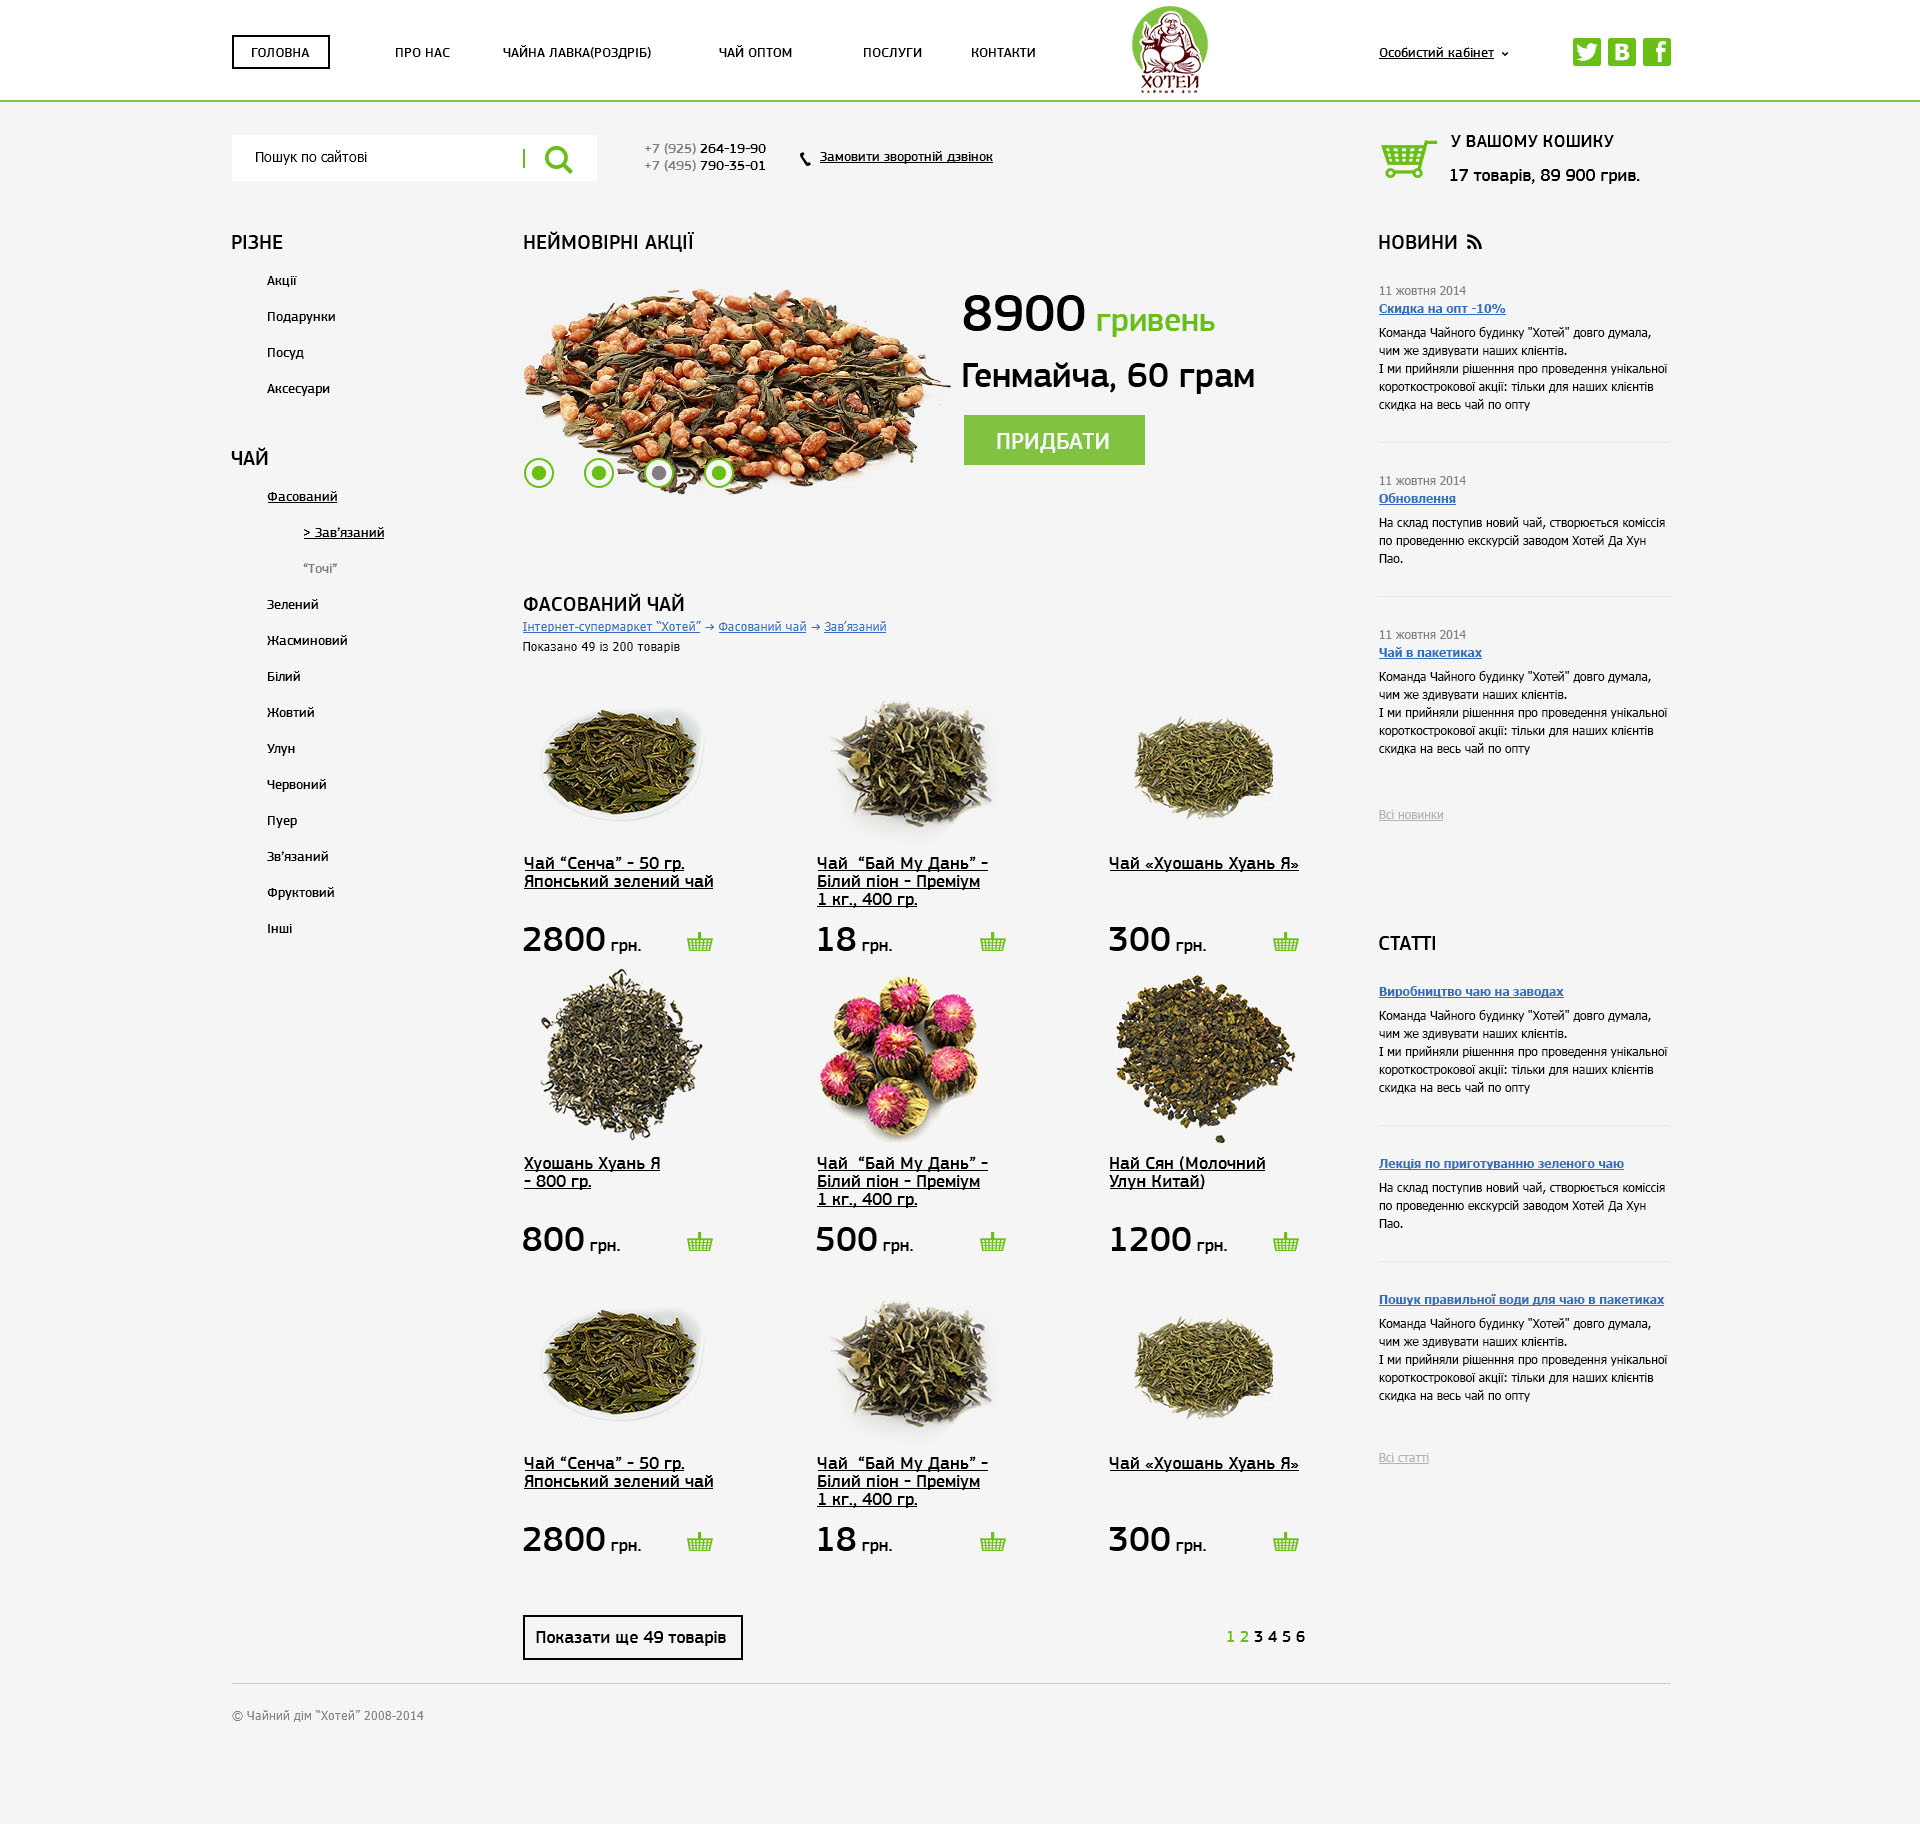 ГОЛОВНА
ПРО НАС
ЧАЙНА ЛАВКА(РОЗДРІБ)
ЧАЙ ОПТОМ
ПОСЛУГИ
КОНТАКТИ
ХОТЕЙ
ЧАЙНЫЙ ДОМ
Особистий кабінет
Пошук по сайтові
+7 (925) 264-19-90
+7 (495) 790-35-01
Замовити зворотній дзвінок
У ВАШОМУ КОШИКУ
17 товарів, 89 900 грив.
РІЗНЕ
Акції
Подарунки
Посуд
Аксесуари
ЧАЙ
Фасований
> Зав’язаний
“Точі”
Зелений
Жасминовий
Білий
Жовтий
Улун
Червоний
Пуер
Зв’язаний
Фруктовий
Інші
НЕЙМОВІРНІ АКЦІЇ
8900 гривень
Генмайча, 60 грам
ПРИДБАТИ
ФАСОВАНИЙ ЧАЙ
Інтернет-супермаркет “Хотей” → Фасований чай → Зав’язаний
Показано 49 із 200 товарів
Чай “Сенча” - 50 гр.
Японський зелений чай
2800 грн.
Чай  “Бай Му Дань” -
Білий піон - Преміум
1 кг., 400 гр.
18 грн.
Чай «Хуошань Хуань Я»
300 грн.
Хуошань Хуань Я
- 800 гр.
800 грн.
Чай  “Бай Му Дань” -
Білий піон - Преміум
1 кг., 400 гр.
500 грн.
Най Сян (Молочний
Улун Китай)
1200 грн.
Чай “Сенча” - 50 гр.
Японський зелений чай
2800 грн.
Чай  “Бай Му Дань” -
Білий піон - Преміум
1 кг., 400 гр.
18 грн.
Чай «Хуошань Хуань Я»
300 грн.
Показати ще 49 товарів
1 2 3 4 5 6
НОВИНИ
11 жовтня 2014
Скидка на опт -10%
Команда Чайного будинку "Хотей" довго думала,
чим же здивувати наших клієнтів.
І ми прийняли рішенння про проведення унікальної
короткострокової акції: тільки для наших клієнтів
скидка на весь чай по опту
11 жовтня 2014
Обновлення
На склад поступив новий чай, створюється коміссія
по проведенню екскурсій заводом Хотей Да Хун
Пао.
11 жовтня 2014
Чай в пакетиках
Команда Чайного будинку "Хотей" довго думала,
чим же здивувати наших клієнтів.
І ми прийняли рішенння про проведення унікальної
короткострокової акції: тільки для наших клієнтів
скидка на весь чай по опту
Всі новинки
СТАТТІ
Виробництво чаю на заводах
Команда Чайного будинку "Хотей" довго думала,
чим же здивувати наших клієнтів.
І ми прийняли рішенння про проведення унікальної
короткострокової акції: тільки для наших клієнтів
скидка на весь чай по опту
Лекція по приготуванню зеленого чаю
На склад поступив новий чай, створюється коміссія
по проведенню екскурсій заводом Хотей Да Хун
Пао.
Пошук правильної води для чаю в пакетиках
Команда Чайного будинку "Хотей" довго думала,
чим же здивувати наших клієнтів.
І ми прийняли рішенння про проведення унікальної
короткострокової акції: тільки для наших клієнтів
скидка на весь чай по опту
Всі статті
© Чайний дім “Хотей” 2008-2014